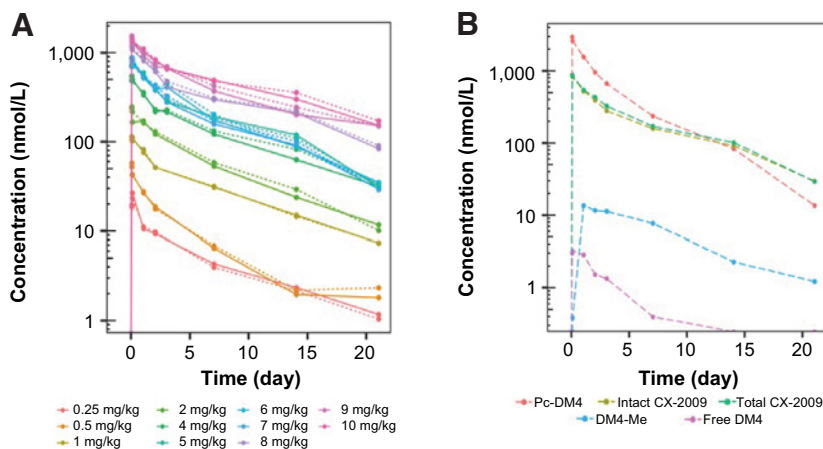 A
Concentration (nmol/L)
1,000
100
10
1
0 5 10 15 20
Time (day)
0.25 mg/kg 2 mg/kg 6 mg/kg 9 mg/kg
0.5 mg/kg 4 mg/kg 7 mg/kg 10 mg/kg
1 mg/kg 5 mg/kg 8 mg/kg
B
Concentration (nmol/L)
1,000
100
10
1
0 5 10 15 20
Time (day)
Pc-DM4 Intact CX-2009 Total CX-2009
DM4-Me Free DM4